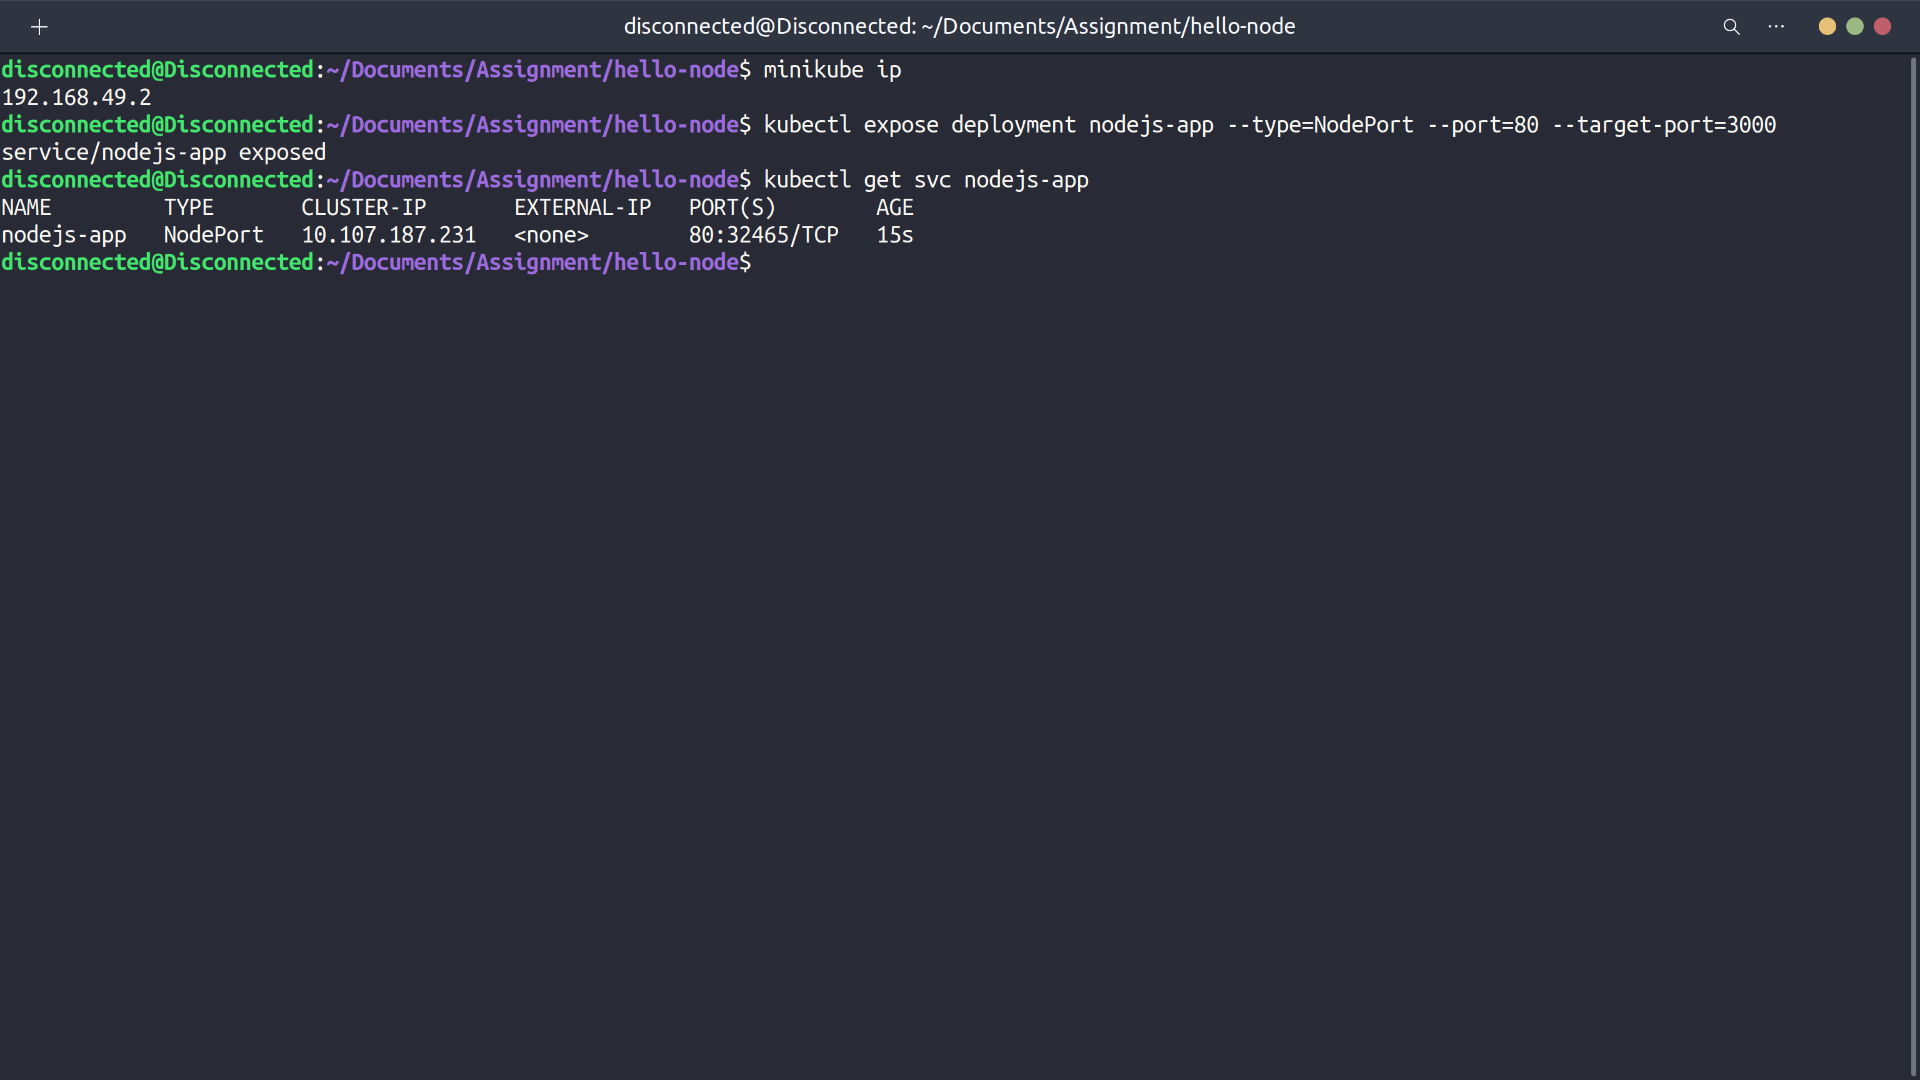 disconnected@Disconnected: ~/Documents/Assignment/hello-node
disconnected@Disconnected:~/Documents/Assignment/hello-node$ minikube ip
192.168.49.2
disconnected@Disconnected:~/Documents/Assignment/hello-node$ kubectl expose deployment nodejs-app --type=NodePort --port=80 --target-port=3000
service/nodejs-app exposed
disconnected@Disconnected:~/Documents/Assignment/hello-node$ kubectl get svc nodejs-app
NAME         TYPE       CLUSTER-IP       EXTERNAL-IP   PORT(S)        AGE
nodejs-app   NodePort   10.107.187.231   <none>        80:32465/TCP   15s
disconnected@Disconnected:~/Documents/Assignment/hello-node$